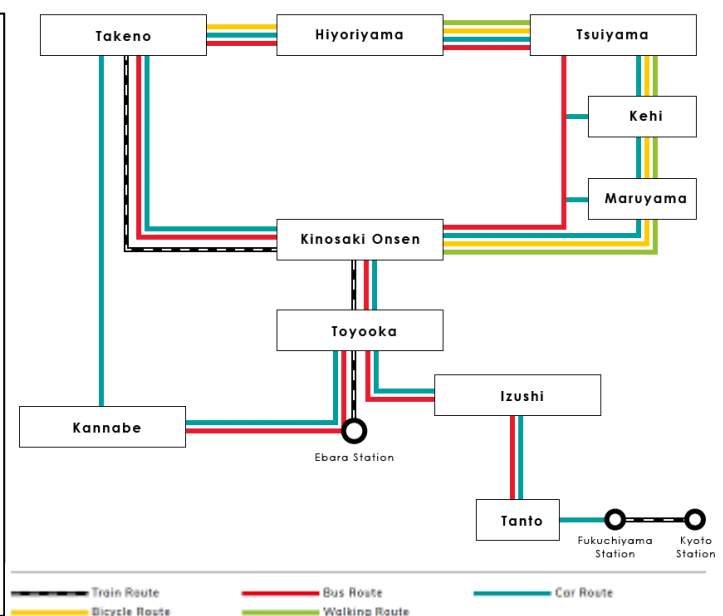 Takeno
Hiyoriyama
Tsuiyama
Kehi
Maruyama
Kinosaki Onsen
Toyooka
Izushi
Kannabe
Ebara Station
Tanto
Fukuchiyama
Station
Kyoto
Station
Train Route
Bus Route
Car Route
Bicycle Route
Walking Route